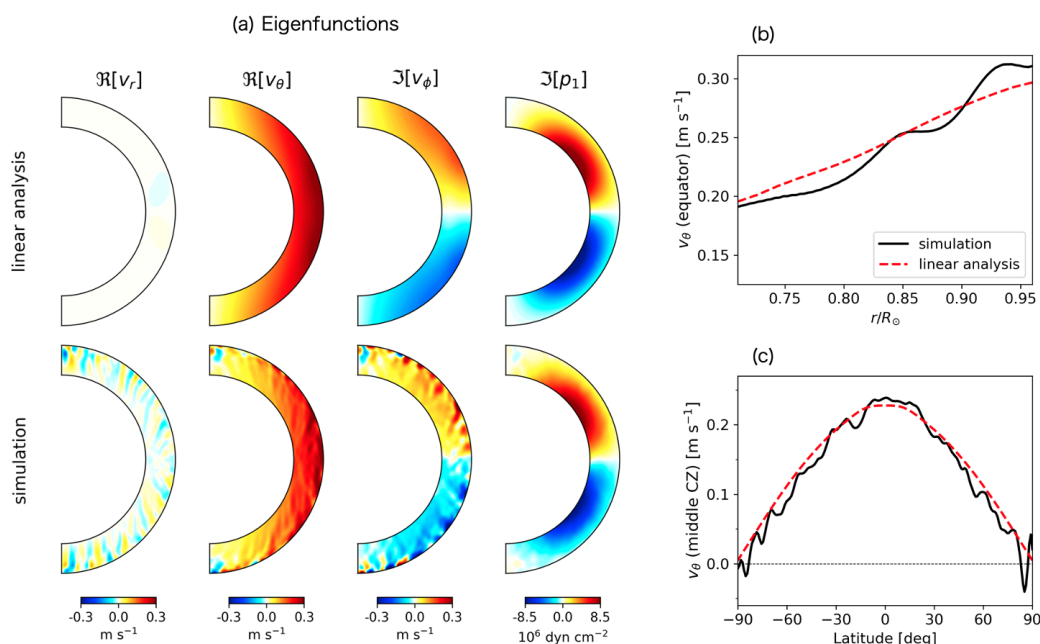 (a) Eigenfunctions
ℜ[v_r] ℜ[v_θ] ℑ[v_ϕ] ℑ[p_1]
linear analysis
simulation
-0.3 0.0 0.3
m s⁻¹
-0.3 0.0 0.3
m s⁻¹
-0.3 0.0 0.3
m s⁻¹
-8.5 0.0 8.5
10⁶ dyn cm⁻²
(b)
v_θ (equator) [m s⁻¹]
0.30
0.25
0.20
0.15
simulation
linear analysis
0.75 0.80 0.85 0.90 0.95
r/R_⊙
(c)
v_θ (middle CZ) [m s⁻¹]
0.2
0.1
0.0
−90 −60 −30 0 30 60 90
Latitude [deg]